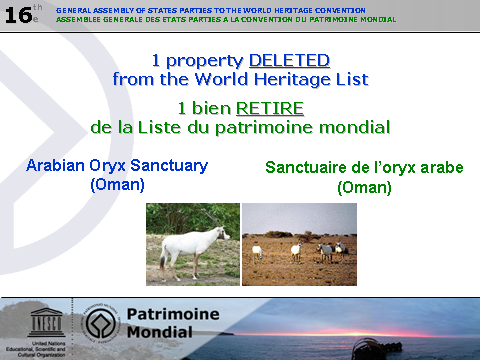 16th
e
GENERAL ASSEMBLY OF STATES PARTIES TO THE WORLD HERITAGE CONVENTION
ASSEMBLEE GENERALE DES ETATS PARTIES A LA CONVENTION DU PATRIMOINE MONDIAL
1 property DELETED
from the World Heritage List
1 bien RETIRE
de la Liste du patrimoine mondial
Arabian Oryx Sanctuary
(Oman)
Sanctuaire de l'oryx arabe
(Oman)
UNESCO
United Nations
Educational, Scientific and
Cultural Organization
Patrimoine
Mondial